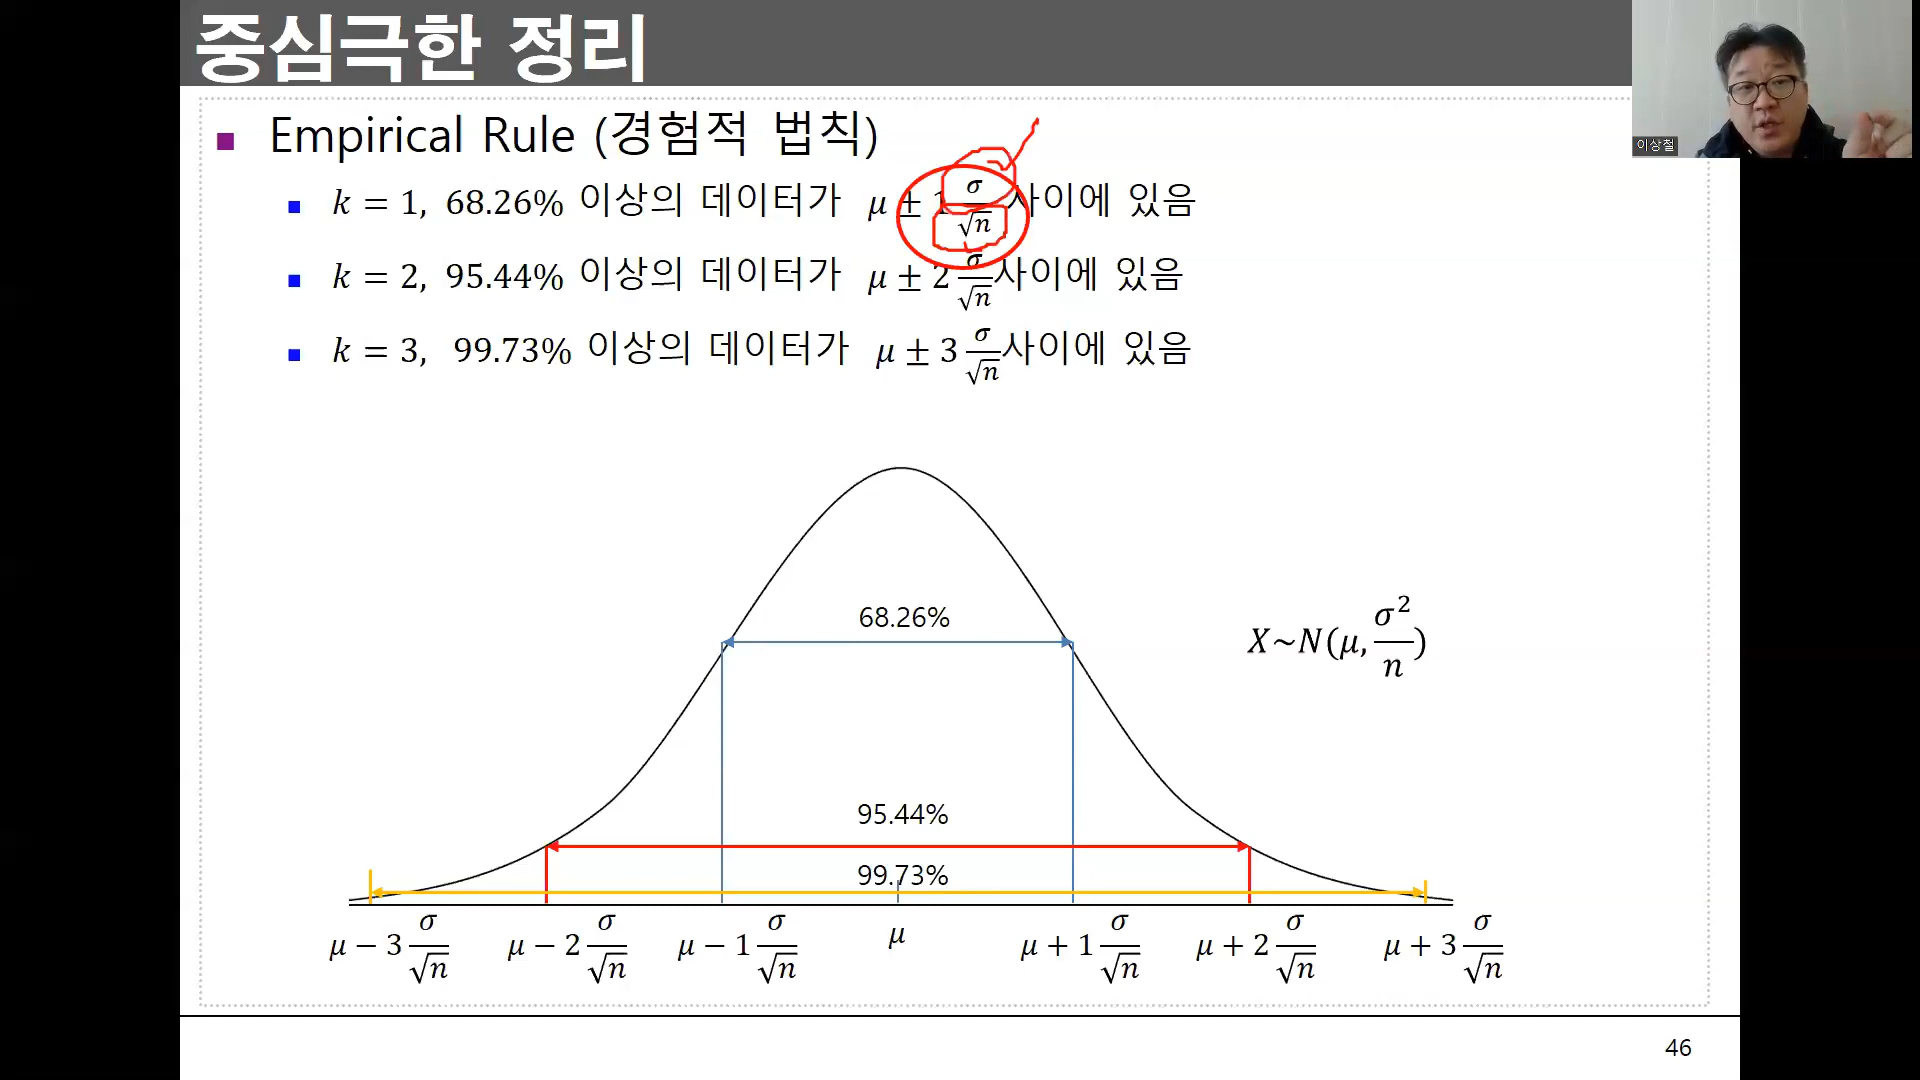 중심극한 정리
이상철
■ Empirical Rule (경험적 법칙)
■ k = 1, 68.26% 이상의 데이터가 μ ± 1 σ/√n 사이에 있음
■ k = 2, 95.44% 이상의 데이터가 μ ± 2 σ/√n 사이에 있음
■ k = 3, 99.73% 이상의 데이터가 μ ± 3 σ/√n 사이에 있음
68.26%
X~N(μ, σ²/n)
95.44%
99.73%
μ − 3 σ/√n μ − 2 σ/√n μ − 1 σ/√n μ μ + 1 σ/√n μ + 2 σ/√n μ + 3 σ/√n
46